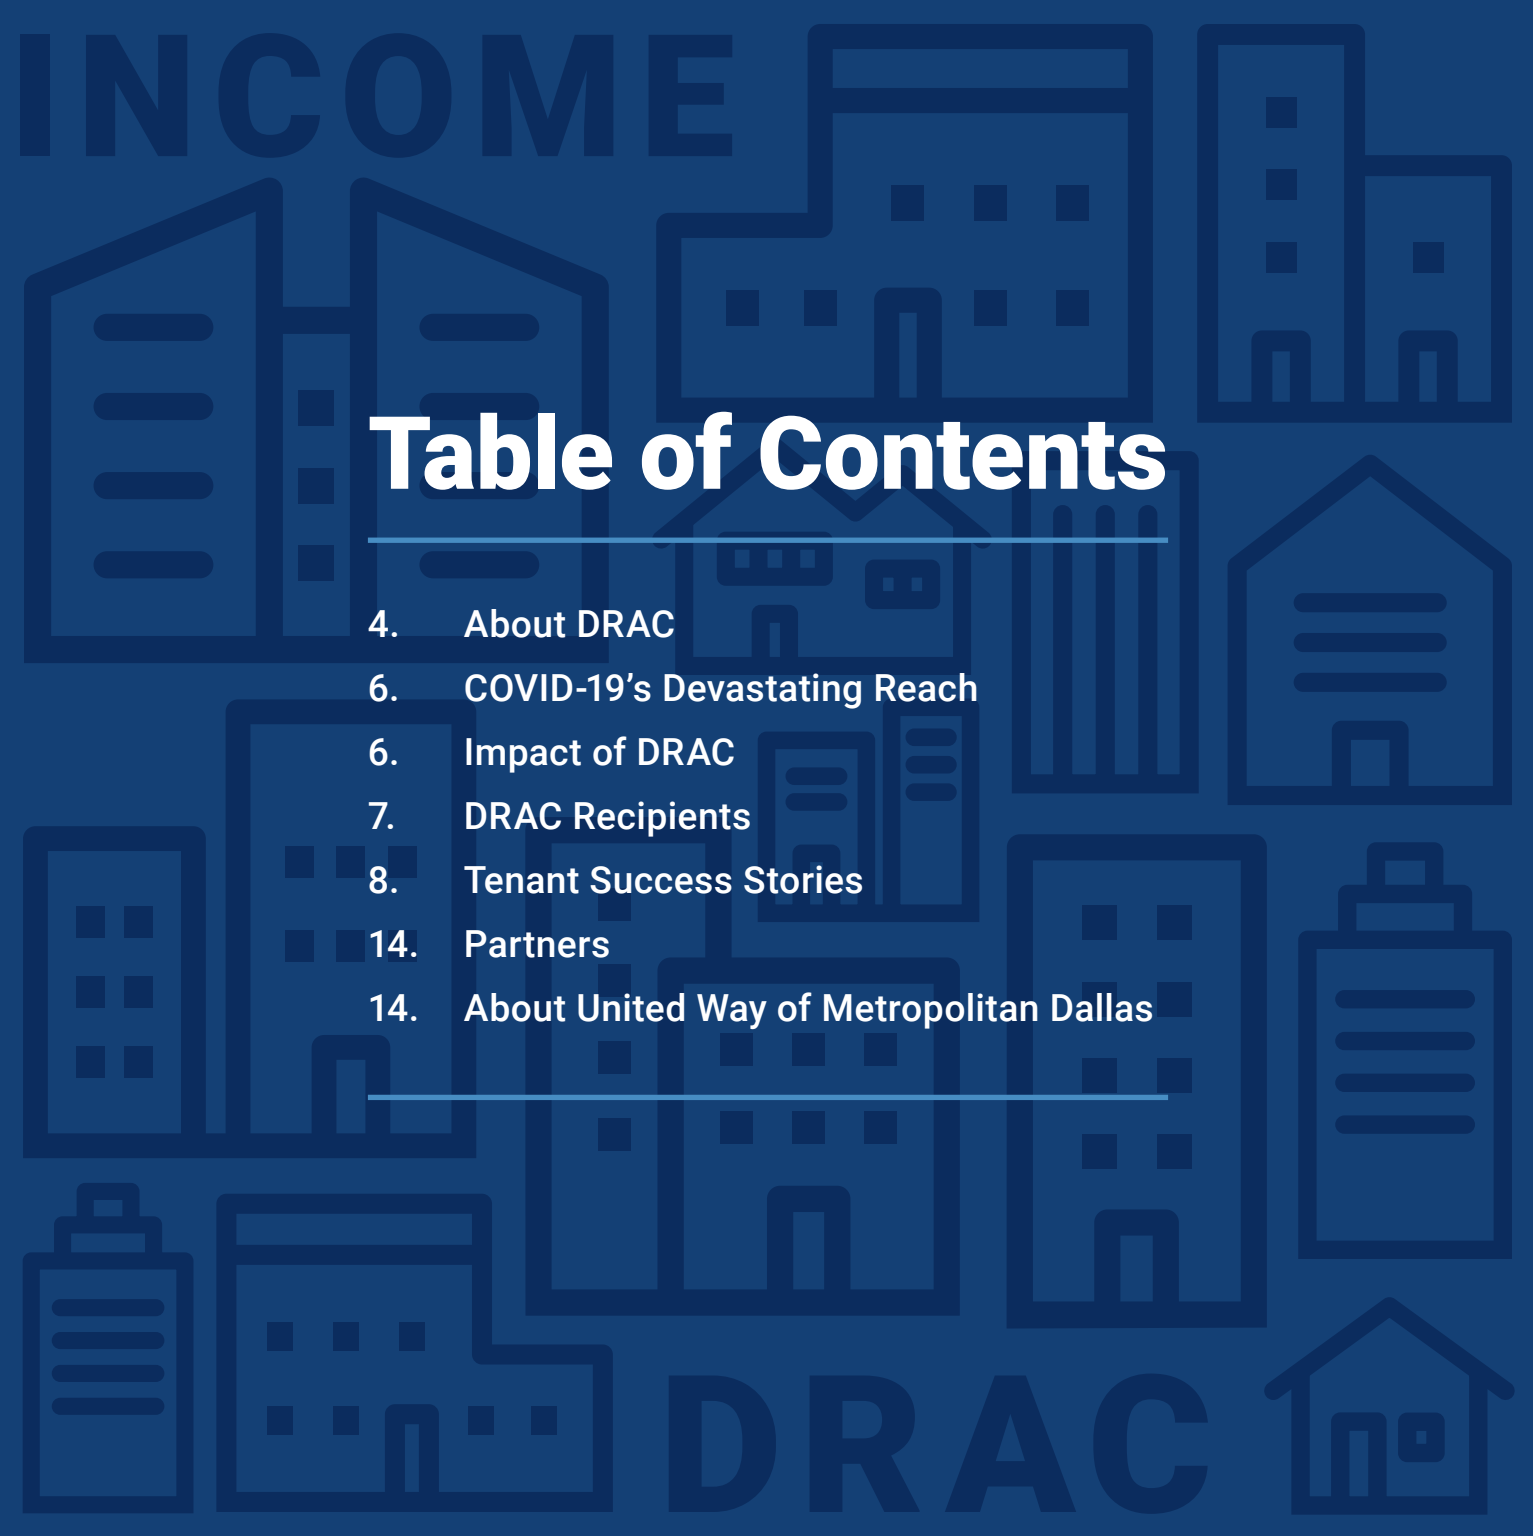 INCOME
Table of Contents
4. About DRAC
6. COVID-19’s Devastating Reach
6. Impact of DRAC
7. DRAC Recipients
8. Tenant Success Stories
14. Partners
14. About United Way of Metropolitan Dallas
DRAC